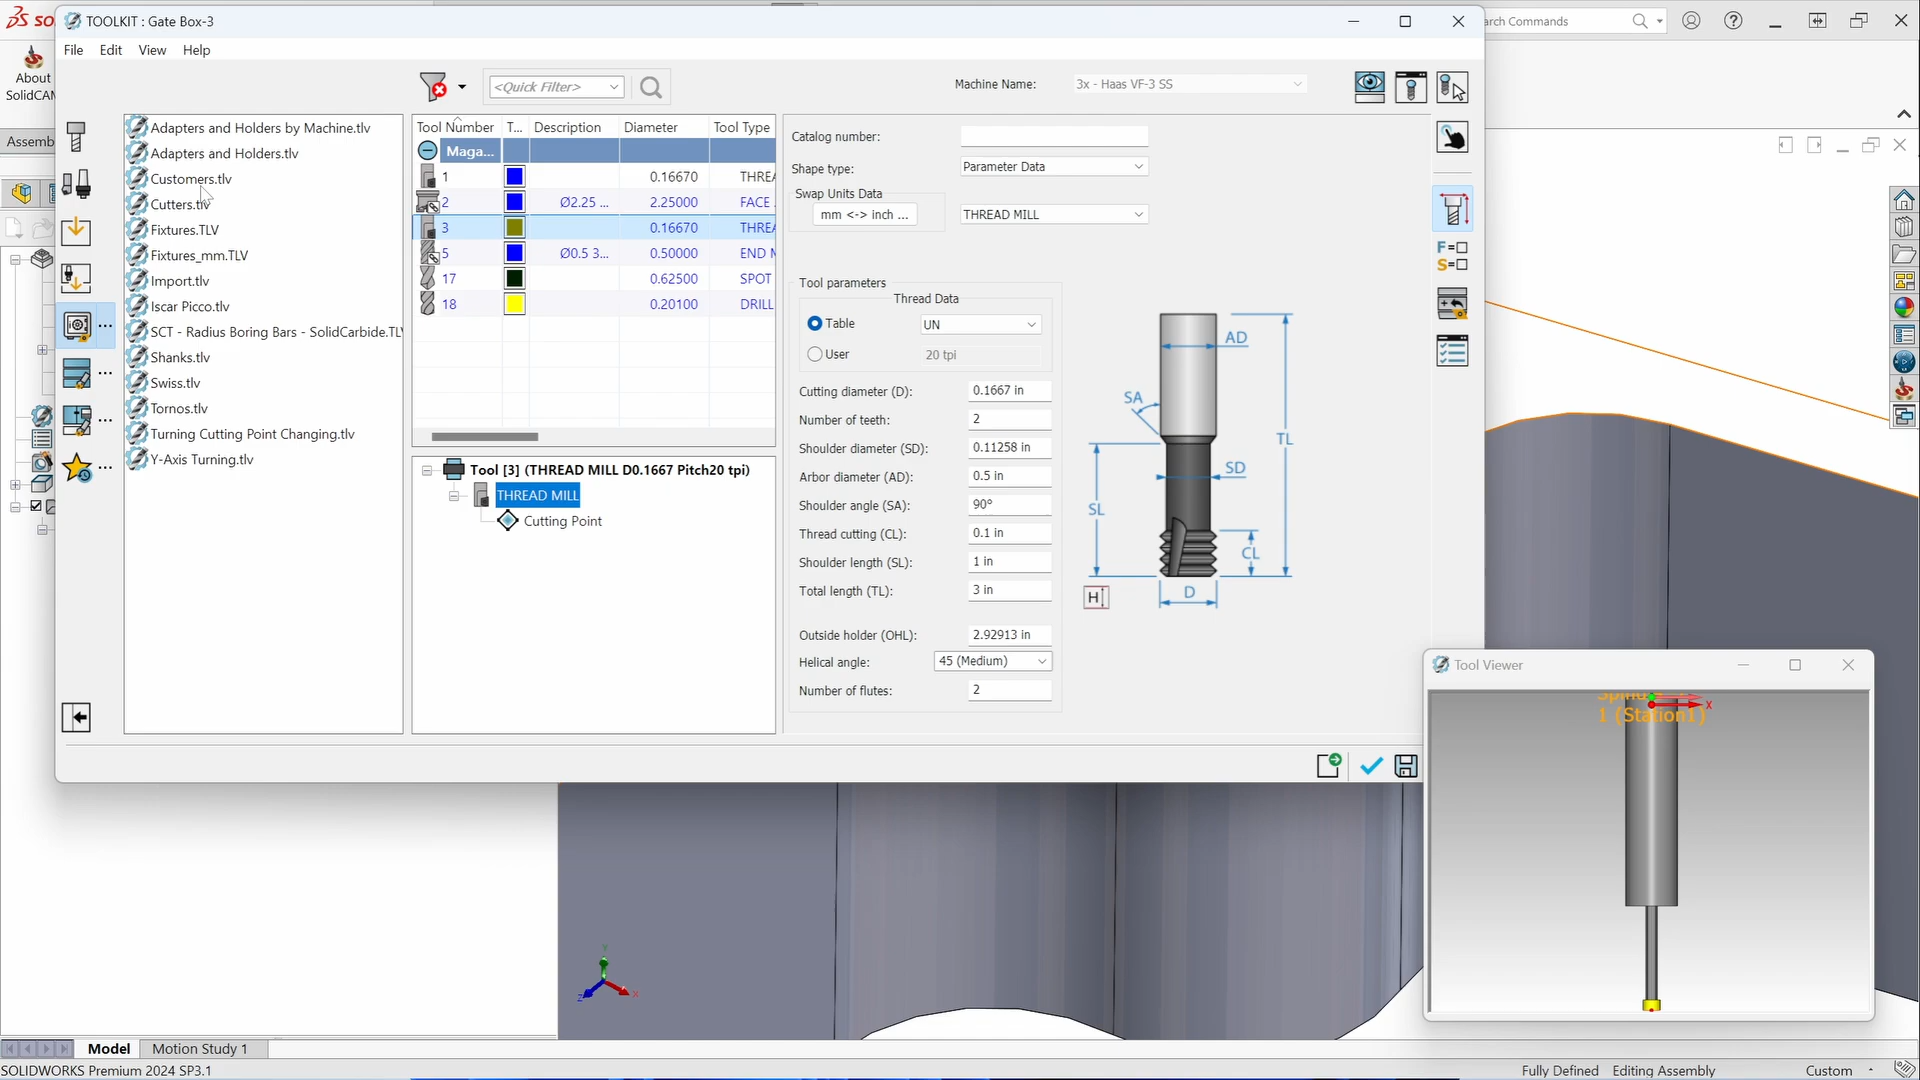 TOOLKIT : Gate Box-3
arch Commands
File Edit View Help
About
SolidCAM
Assemb
<Quick Filter>
Machine Name: 3x - Haas VF-3 SS
Adapters and Holders by Machine.tlv
Adapters and Holders.tlv
Customers.tlv
Cutters.tlv
Fixtures.TLV
Fixtures_mm.TLV
Import.tlv
Iscar Picco.tlv
SCT - Radius Boring Bars - SolidCarbide.TLV
Shanks.tlv
Swiss.tlv
Tornos.tlv
Turning Cutting Point Changing.tlv
Y-Axis Turning.tlv
Tool Number T... Description Diameter Tool Type
Maga...
1 0.16670 THREA
2 Ø2.25 ... 2.25000 FACE
3 0.16670 THREA
5 Ø0.5 3... 0.50000 END M
17 0.62500 SPOT
18 0.20100 DRILL
Tool [3] (THREAD MILL D0.1667 Pitch20 tpi)
THREAD MILL
Cutting Point
Catalog number:
Shape type: Parameter Data
Swap Units Data
mm <-> inch ... THREAD MILL
Tool parameters
Thread Data
Table UN
User 20 tpi
Cutting diameter (D): 0.1667 in
Number of teeth: 2
Shoulder diameter (SD): 0.11258 in
Arbor diameter (AD): 0.5 in
Shoulder angle (SA): 90º
Thread cutting (CL): 0.1 in
Shoulder length (SL): 1 in
Total length (TL): 3 in
Outside holder (OHL): 2.92913 in
Helical angle: 45 (Medium)
Number of flutes: 2
AD
SA
TL
SD
SL
CL
D
H
F=
S=
Tool Viewer
1 (Station1)
X
Y
Z
X
Model Motion Study 1
SOLIDWORKS Premium 2024 SP3.1
Fully Defined Editing Assembly Custom